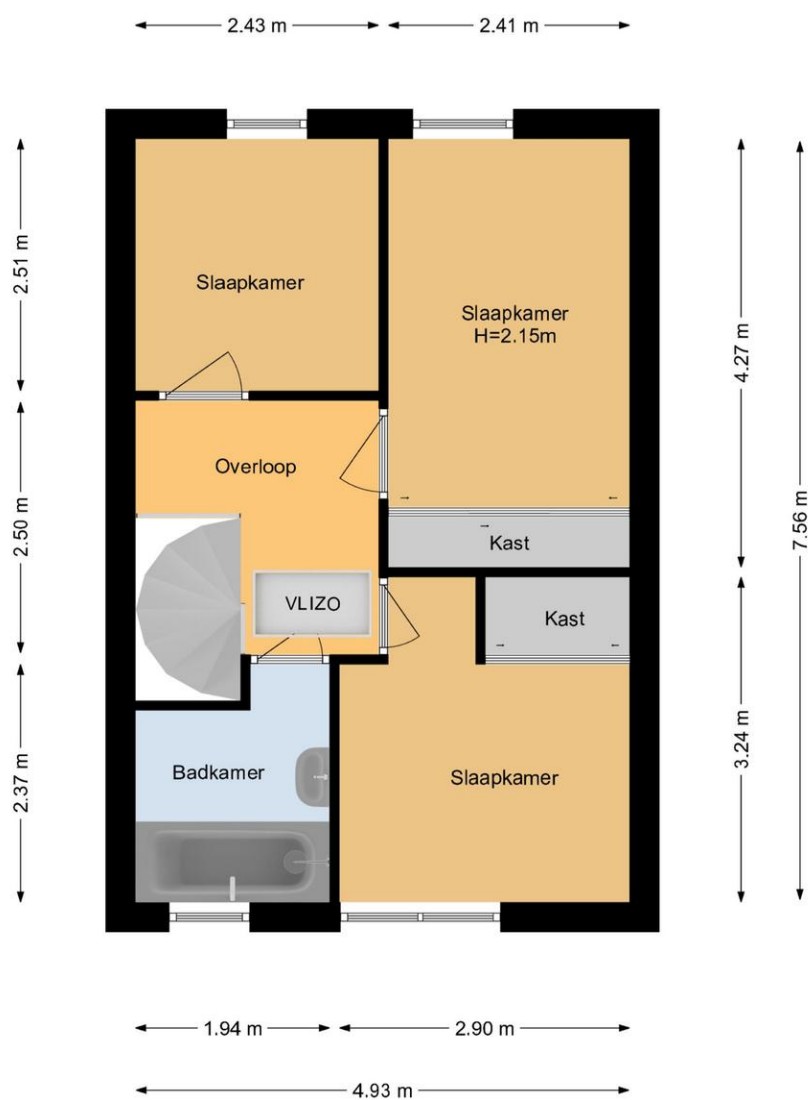 2.43 m
2.41 m
2.51 m
Slaapkamer
Slaapkamer
H=2.15m
4.27 m
Overloop
2.50 m
7.56 m
Kast
VLIZO
Kast
3.24 m
2.37 m
Badkamer
Slaapkamer
1.94 m
2.90 m
4.93 m